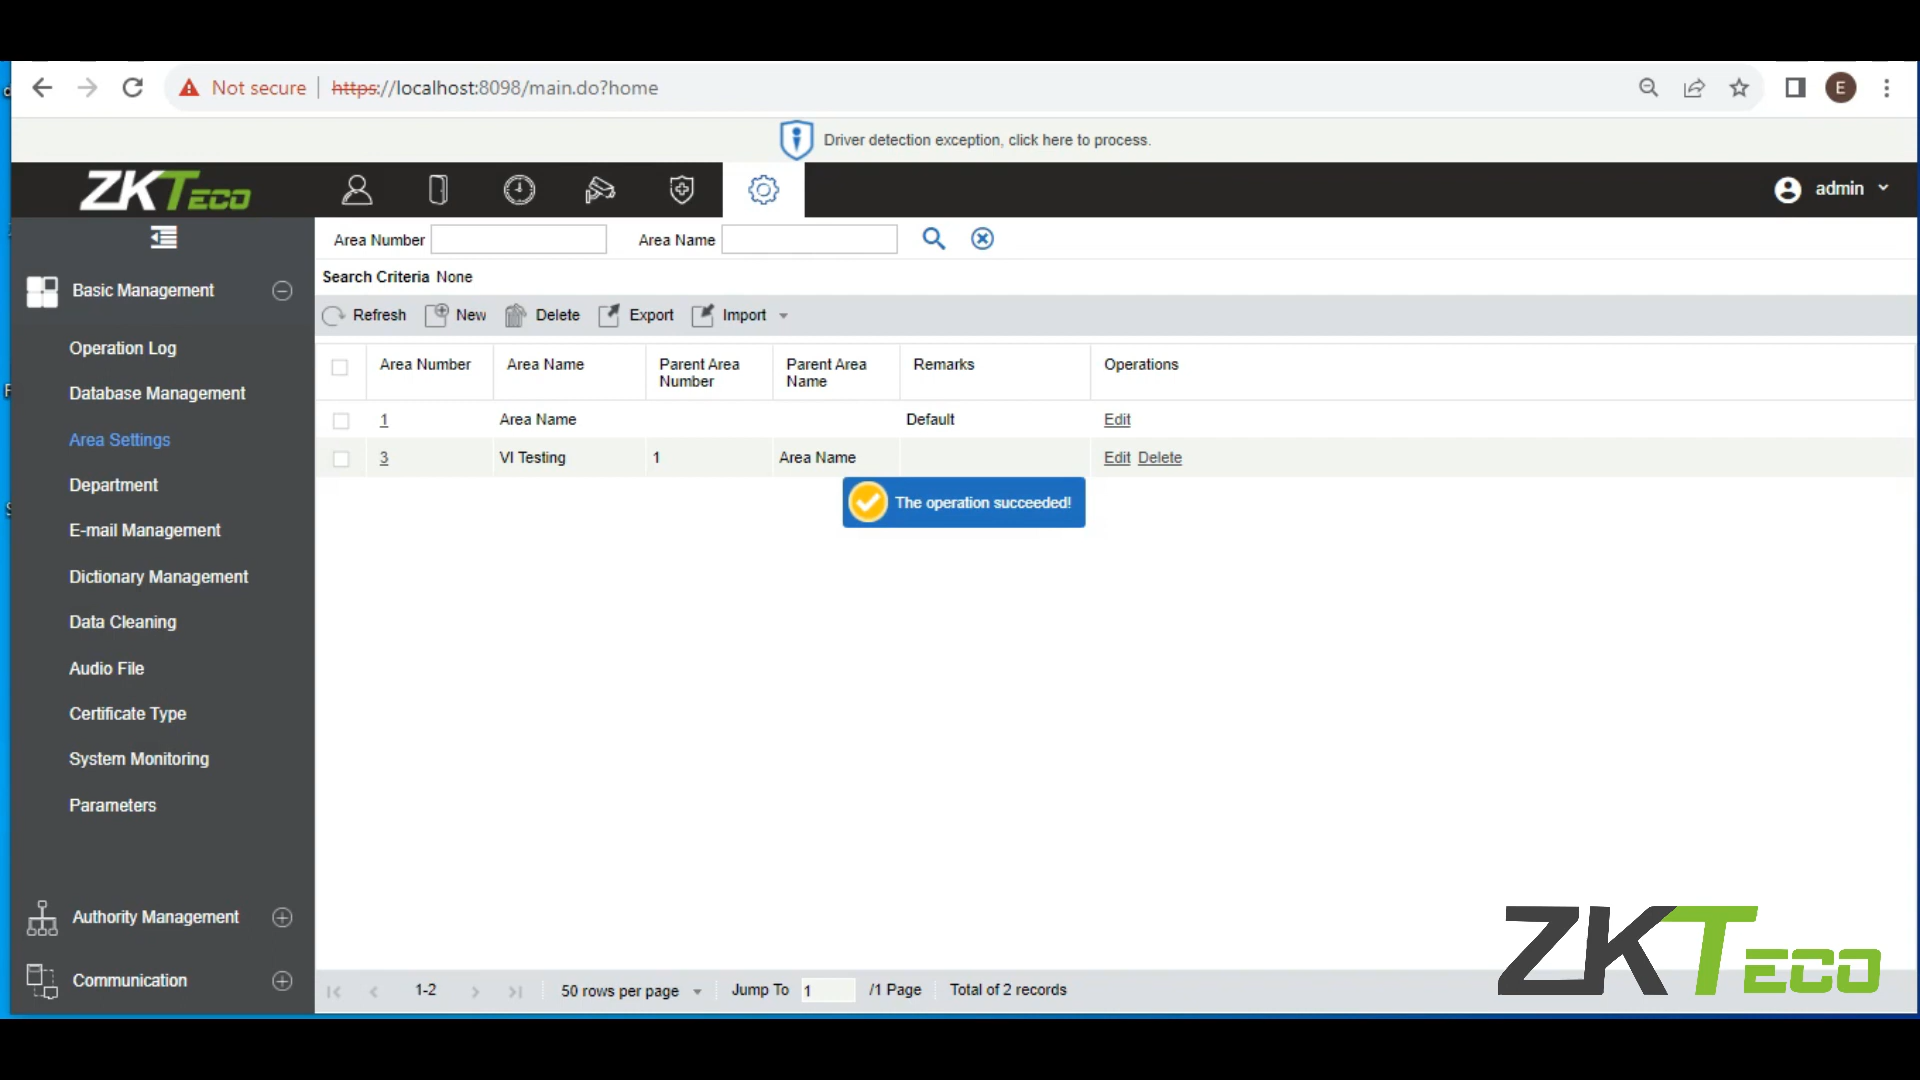 Not secure | https://localhost:8098/main.do?home
E
Driver detection exception, click here to process.
ZKTeco
admin
Area Number
Area Name
Search Criteria None
Refresh New Delete Export Import
Area Number Area Name Parent Area Number Parent Area Name Remarks Operations
1 Area Name Default Edit
3 VI Testing 1 Area Name Edit Delete
The operation succeeded!
Basic Management
Operation Log
Database Management
Area Settings
Department
E-mail Management
Dictionary Management
Data Cleaning
Audio File
Certificate Type
System Monitoring
Parameters
Authority Management
Communication
1-2 50 rows per page Jump To 1 /1 Page Total of 2 records
ZKTeco